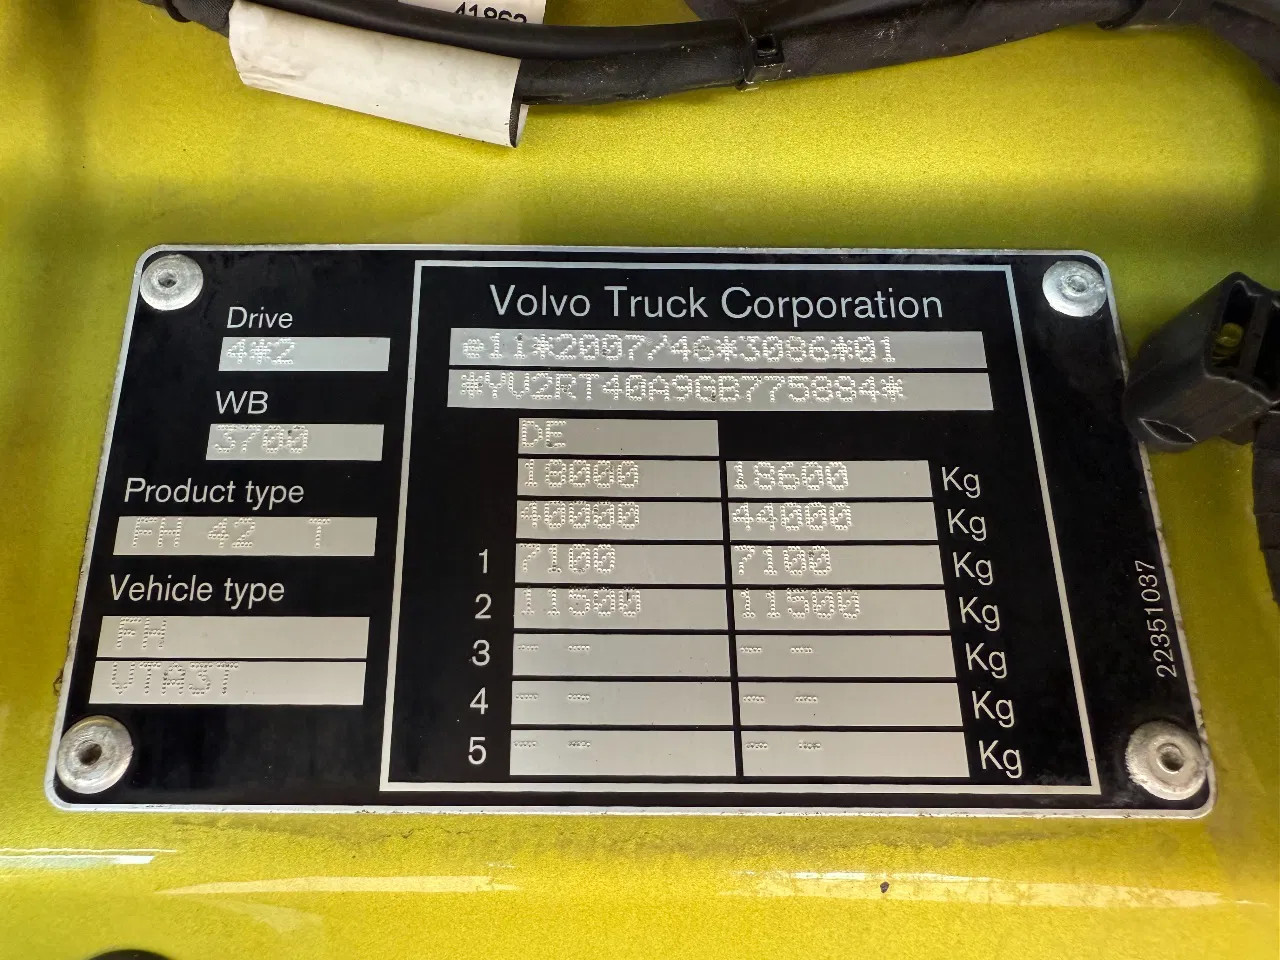 Drive
4*2
WB
3700
Product type
FH 42 T
Vehicle type
FH
VTA3T
Volvo Truck Corporation
e11*2007/46*3086*01
*YV2RT40A9GB775884*
DE
18000 18600 Kg
40000 44000 Kg
1 7100 7100 Kg
2 11500 11500 Kg
3 --- --- --- --- Kg
4 --- --- --- --- Kg
5 --- --- --- --- Kg
22351037